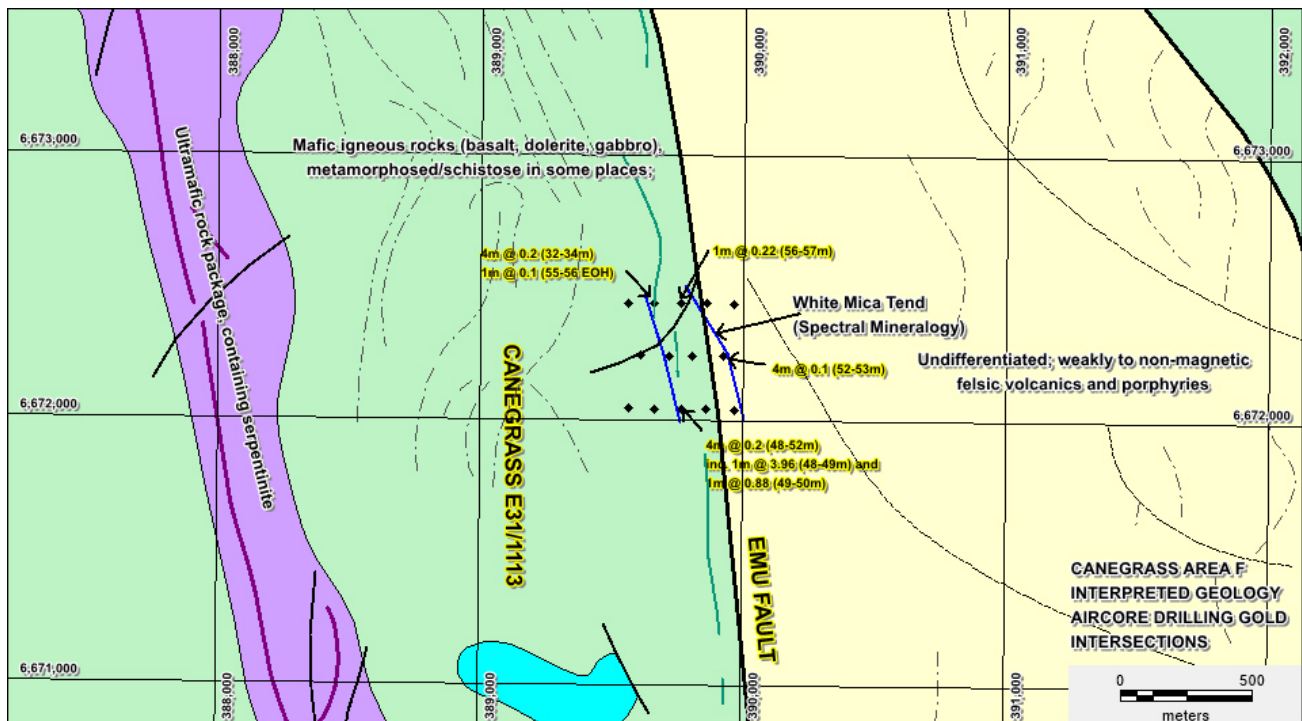 388,000
389,000
390,000
391,000
392,000
6,673,000
6,673,000
Mafic igneous rocks (basalt, dolerite, gabbro),
metamorphosed/schistose in some places;
Ultramafic rock package, containing serpentinite
4m @ 0.2 (32-34m)
1m @ 0.1 (55-56 EOH)
1m @ 0.22 (56-57m)
White Mica Tend
(Spectral Mineralogy)
Undifferentiated; weakly to non-magnetic
felsic volcanics and porphyries
4m @ 0.1 (52-53m)
CANEGRASS E31/1113
6,672,000
6,672,000
4m @ 0.2 (48-52m)
inc. 1m @ 3.96 (48-49m) and
1m @ 0.88 (49-50m)
EMU FAULT
CANEGRASS AREA F
INTERPRETED GEOLOGY
AIRCORE DRILLING GOLD
INTERSECTIONS
6,671,000
388,000
389,000
390,000
391,000
0 500
meters